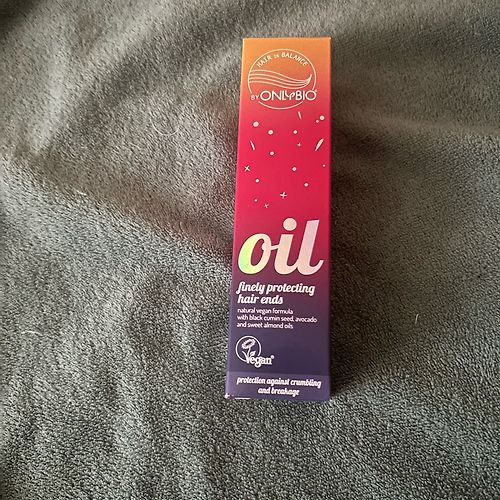 HAIR IN BALANCE
BY ONLYBIO®
oil
finely protecting
hair ends
natural vegan formula
with black cumin seed, avocado
and sweet almond oils
Vegan
protection against crumbling
and breakage